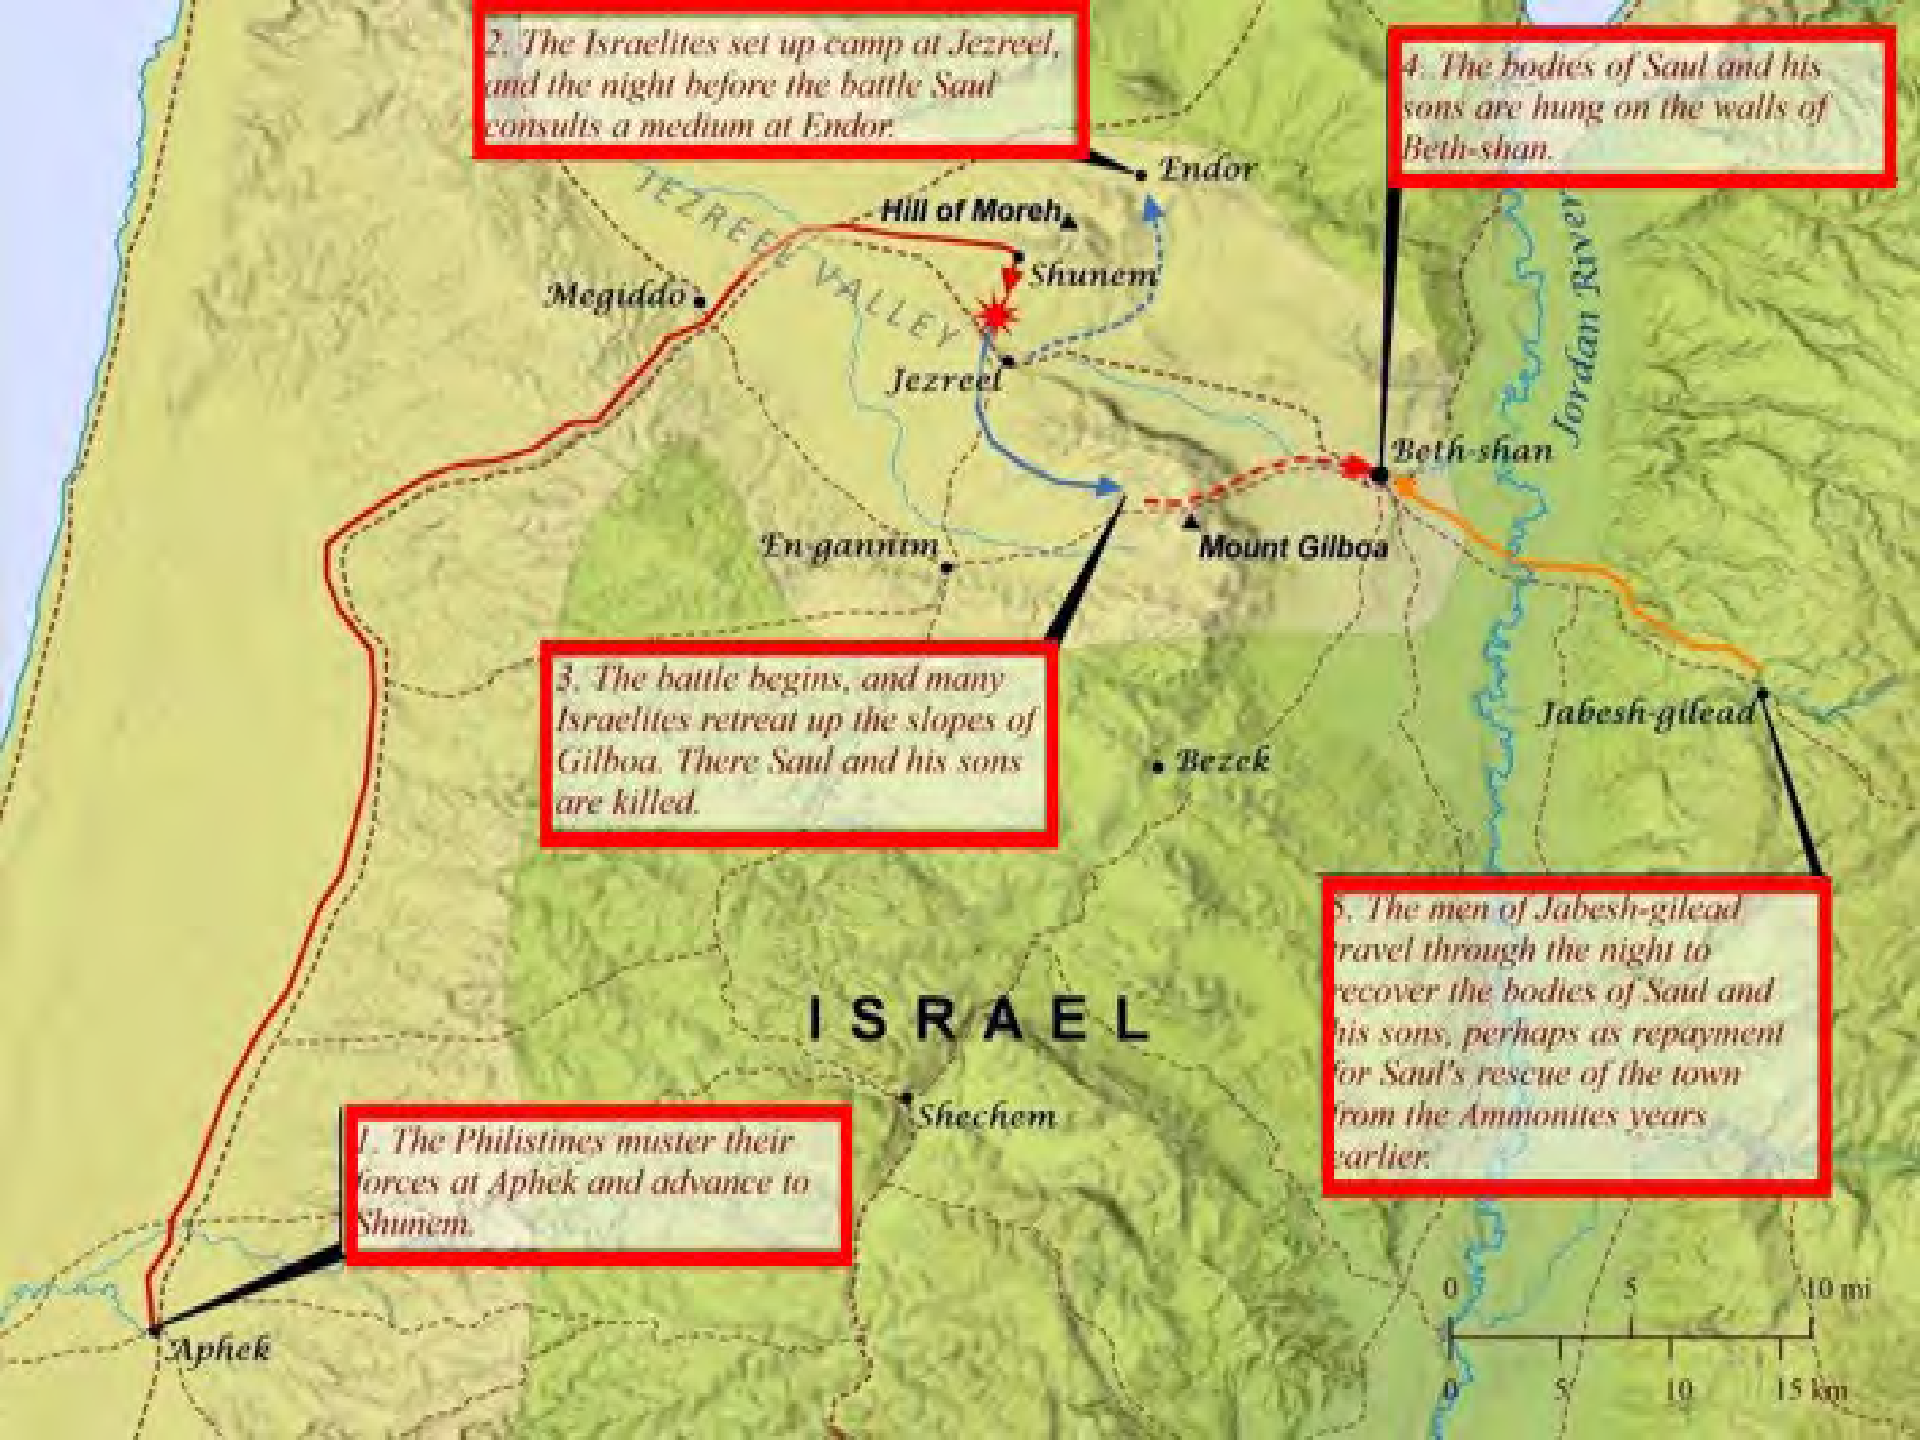 2. The Israelites set up camp at Jezreel,
and the night before the battle Saul
consults a medium at Endor.
4. The bodies of Saul and his
sons are hung on the walls of
Beth-shan.
Endor
Hill of Moreh
JEZREEL VALLEY
Shunem
Megiddo
Jordan River
Jezreel
Beth-shan
En-gannim
Mount Gilboa
3. The battle begins, and many
Israelites retreat up the slopes of
Gilboa. There Saul and his sons
are killed.
Jabesh-gilead
Bezek
5. The men of Jabesh-gilead
travel through the night to
recover the bodies of Saul and
his sons, perhaps as repayment
for Saul's rescue of the town
from the Ammonites years
earlier.
ISRAEL
Shechem
1. The Philistines muster their
forces at Aphek and advance to
Shunem.
Aphek
0 5 10 mi
0 5 10 15 km